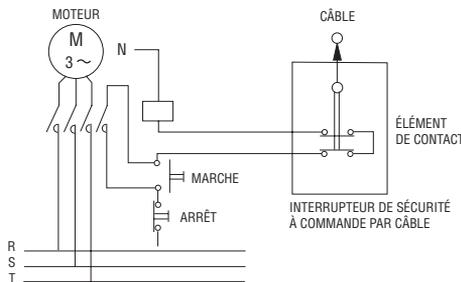 MOTEUR
M
3 ~
N
CÂBLE
ÉLÉMENT
DE CONTACT
MARCHE
ARRÊT
INTERRUPTEUR DE SÉCURITÉ
À COMMANDE PAR CÂBLE
R
S
T